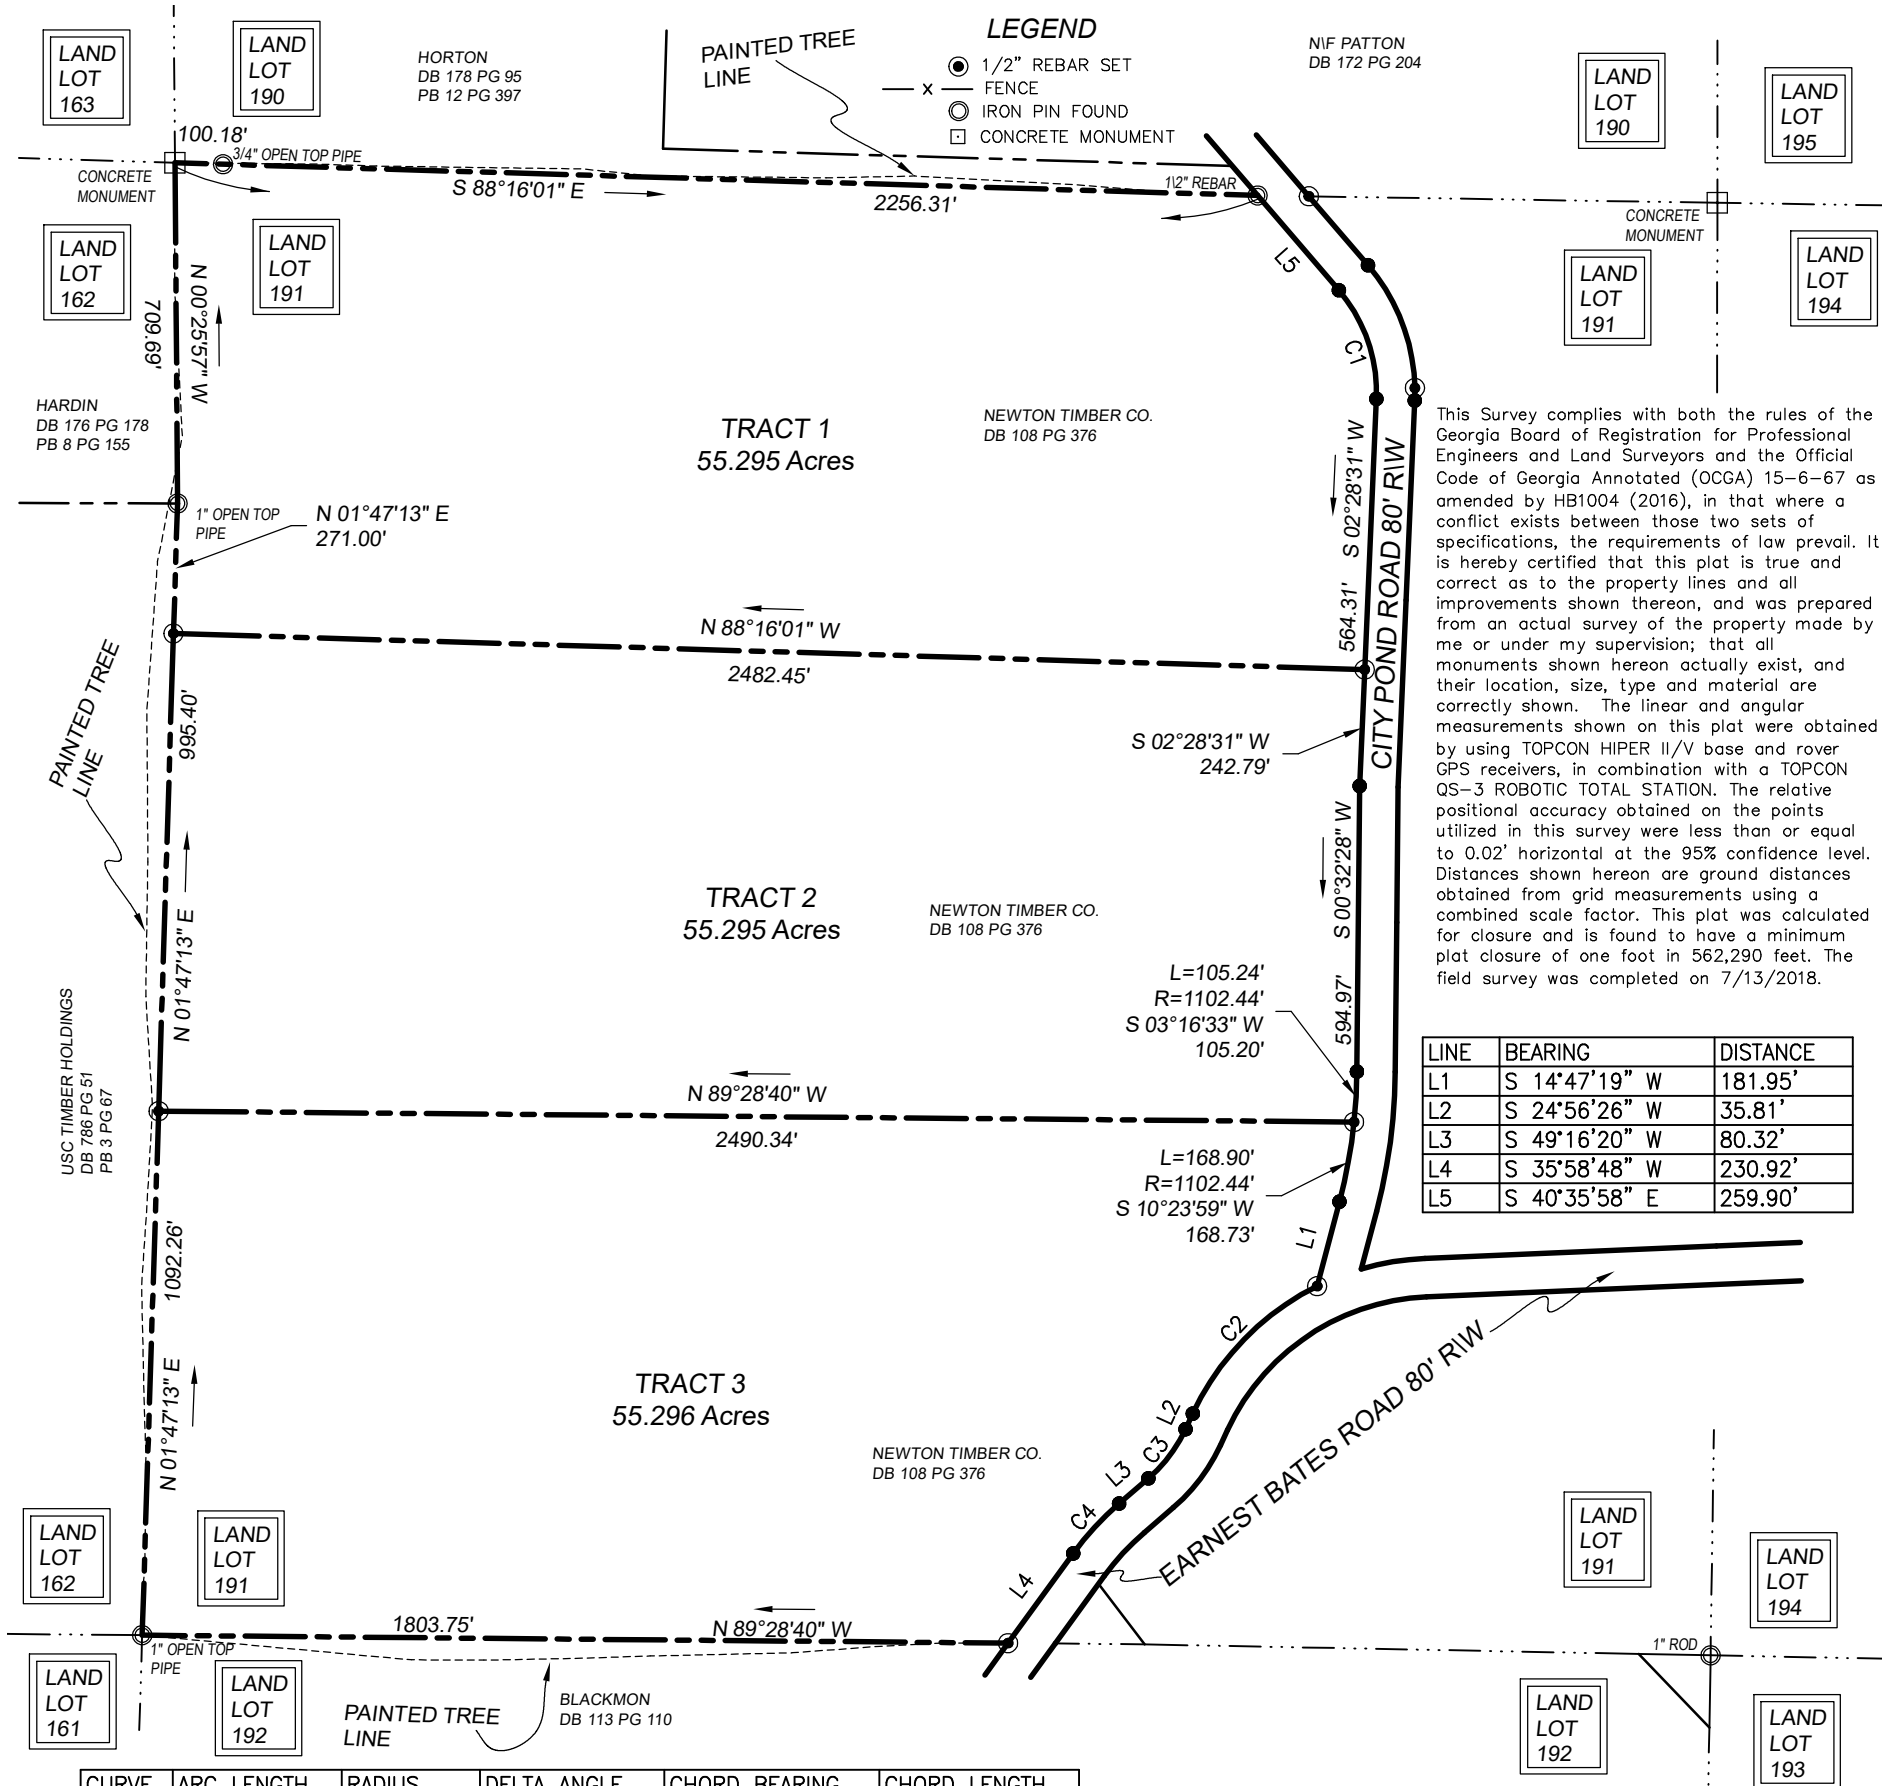 LEGEND
1/2" REBAR SET
x FENCE
IRON PIN FOUND
CONCRETE MONUMENT
LAND
LOT
163
LAND
LOT
190
HORTON
DB 178 PG 95
PB 12 PG 397
PAINTED TREE
LINE
N\F PATTON
DB 172 PG 204
LAND
LOT
190
LAND
LOT
195
100.18'
3/4" OPEN TOP PIPE
CONCRETE
MONUMENT
S 88°16'01" E
2256.31'
1\2" REBAR
CONCRETE
MONUMENT
LAND
LOT
162
LAND
LOT
191
LAND
LOT
191
LAND
LOT
194
N 00°25'57" W
709.69'
L5
C1
HARDIN
DB 176 PG 178
PB 8 PG 155
TRACT 1
55.295 Acres
NEWTON TIMBER CO.
DB 108 PG 376
S 02°28'31" W
564.31'
CITY POND ROAD 80' R\W
1" OPEN TOP
PIPE
N 01°47'13" E
271.00'
N 88°16'01" W
2482.45'
This Survey complies with both the rules of the
Georgia Board of Registration for Professional
Engineers and Land Surveyors and the Official
Code of Georgia Annotated (OCGA) 15-6-67 as
amended by HB1004 (2016), in that where a
conflict exists between those two sets of
specifications, the requirements of law prevail. It
is hereby certified that this plat is true and
correct as to the property lines and all
improvements shown thereon, and was prepared
from an actual survey of the property made by
me or under my supervision; that all
monuments shown hereon actually exist, and
their location, size, type and material are
correctly shown. The linear and angular
measurements shown on this plat were obtained
by using TOPCON HIPER II/V base and rover
GPS receivers, in combination with a TOPCON
QS-3 ROBOTIC TOTAL STATION. The relative
positional accuracy obtained on the points
utilized in this survey were less than or equal
to 0.02' horizontal at the 95% confidence level.
Distances shown hereon are ground distances
obtained from grid measurements using a
combined scale factor. This plat was calculated
for closure and is found to have a minimum
plat closure of one foot in 562,290 feet. The
field survey was completed on 7/13/2018.
PAINTED TREE
LINE
995.40'
N 01°47'13" E
S 02°28'31" W
242.79'
S 00°32'28" W
594.97'
TRACT 2
55.295 Acres
NEWTON TIMBER CO.
DB 108 PG 376
L=105.24'
R=1102.44'
S 03°16'33" W
105.20'
USC TIMBER HOLDINGS
DB 786 PG 51
PB 3 PG 67
N 89°28'40" W
2490.34'
L=168.90'
R=1102.44'
S 10°23'59" W
168.73'
LINE BEARING DISTANCE
L1 S 14°47'19" W 181.95'
L2 S 24°56'26" W 35.81'
L3 S 49°16'20" W 80.32'
L4 S 35°58'48" W 230.92'
L5 S 40°35'58" E 259.90'
1092.26'
N 01°47'13" E
L1
C2
L2
C3
L3
C4
L4
EARNEST BATES ROAD 80' R\W
TRACT 3
55.296 Acres
NEWTON TIMBER CO.
DB 108 PG 376
LAND
LOT
162
LAND
LOT
191
LAND
LOT
191
LAND
LOT
194
1803.75'
N 89°28'40" W
1" OPEN TOP
PIPE
1" ROD
LAND
LOT
161
LAND
LOT
192
PAINTED TREE
LINE
BLACKMON
DB 113 PG 110
LAND
LOT
192
LAND
LOT
193
CURVE ARC LENGTH RADIUS DELTA ANGLE CHORD BEARING CHORD LENGTH